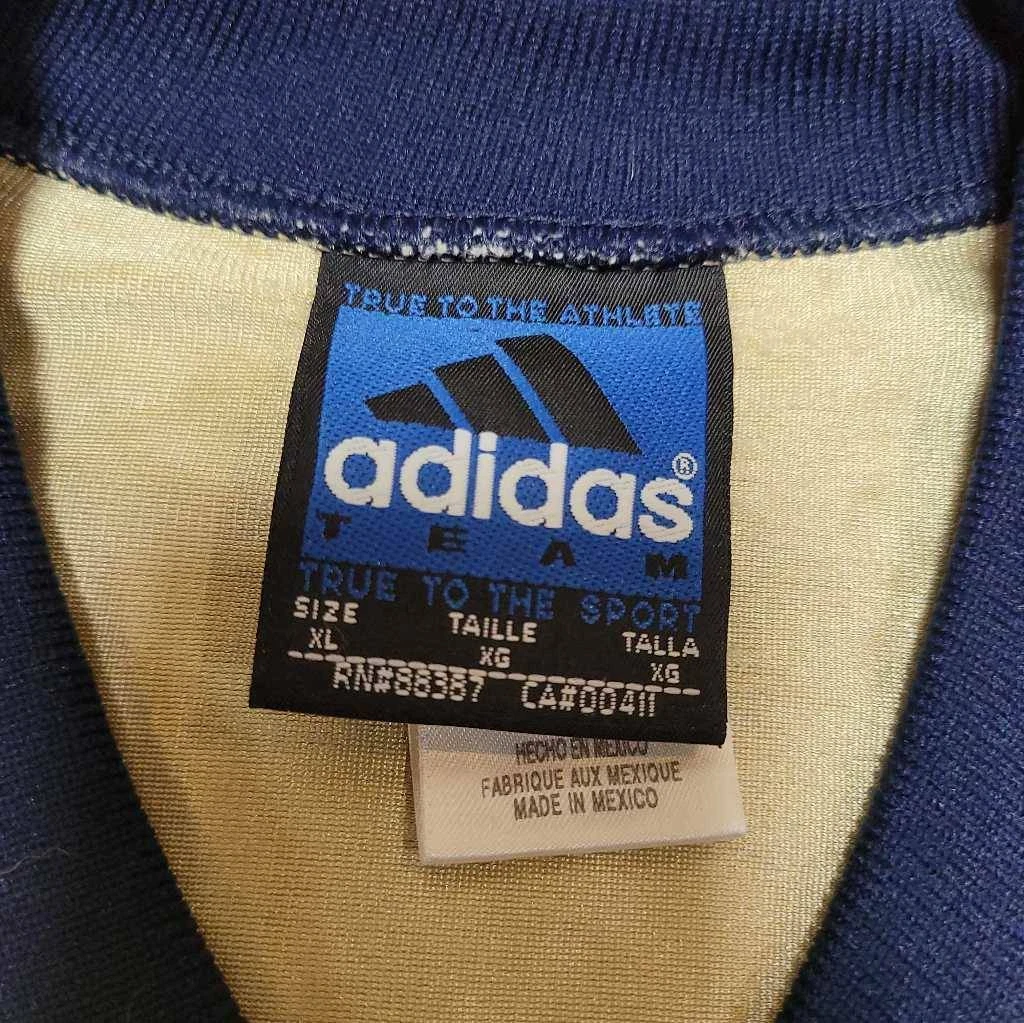 TRUE TO THE ATHLETE
adidas®
TEAM
TRUE TO THE SPORT
SIZE TAILLE TALLA
XL XG XG
RN#88387 CA#00411
HECHO EN MEXICO
FABRIQUE AUX MEXIQUE
MADE IN MEXICO